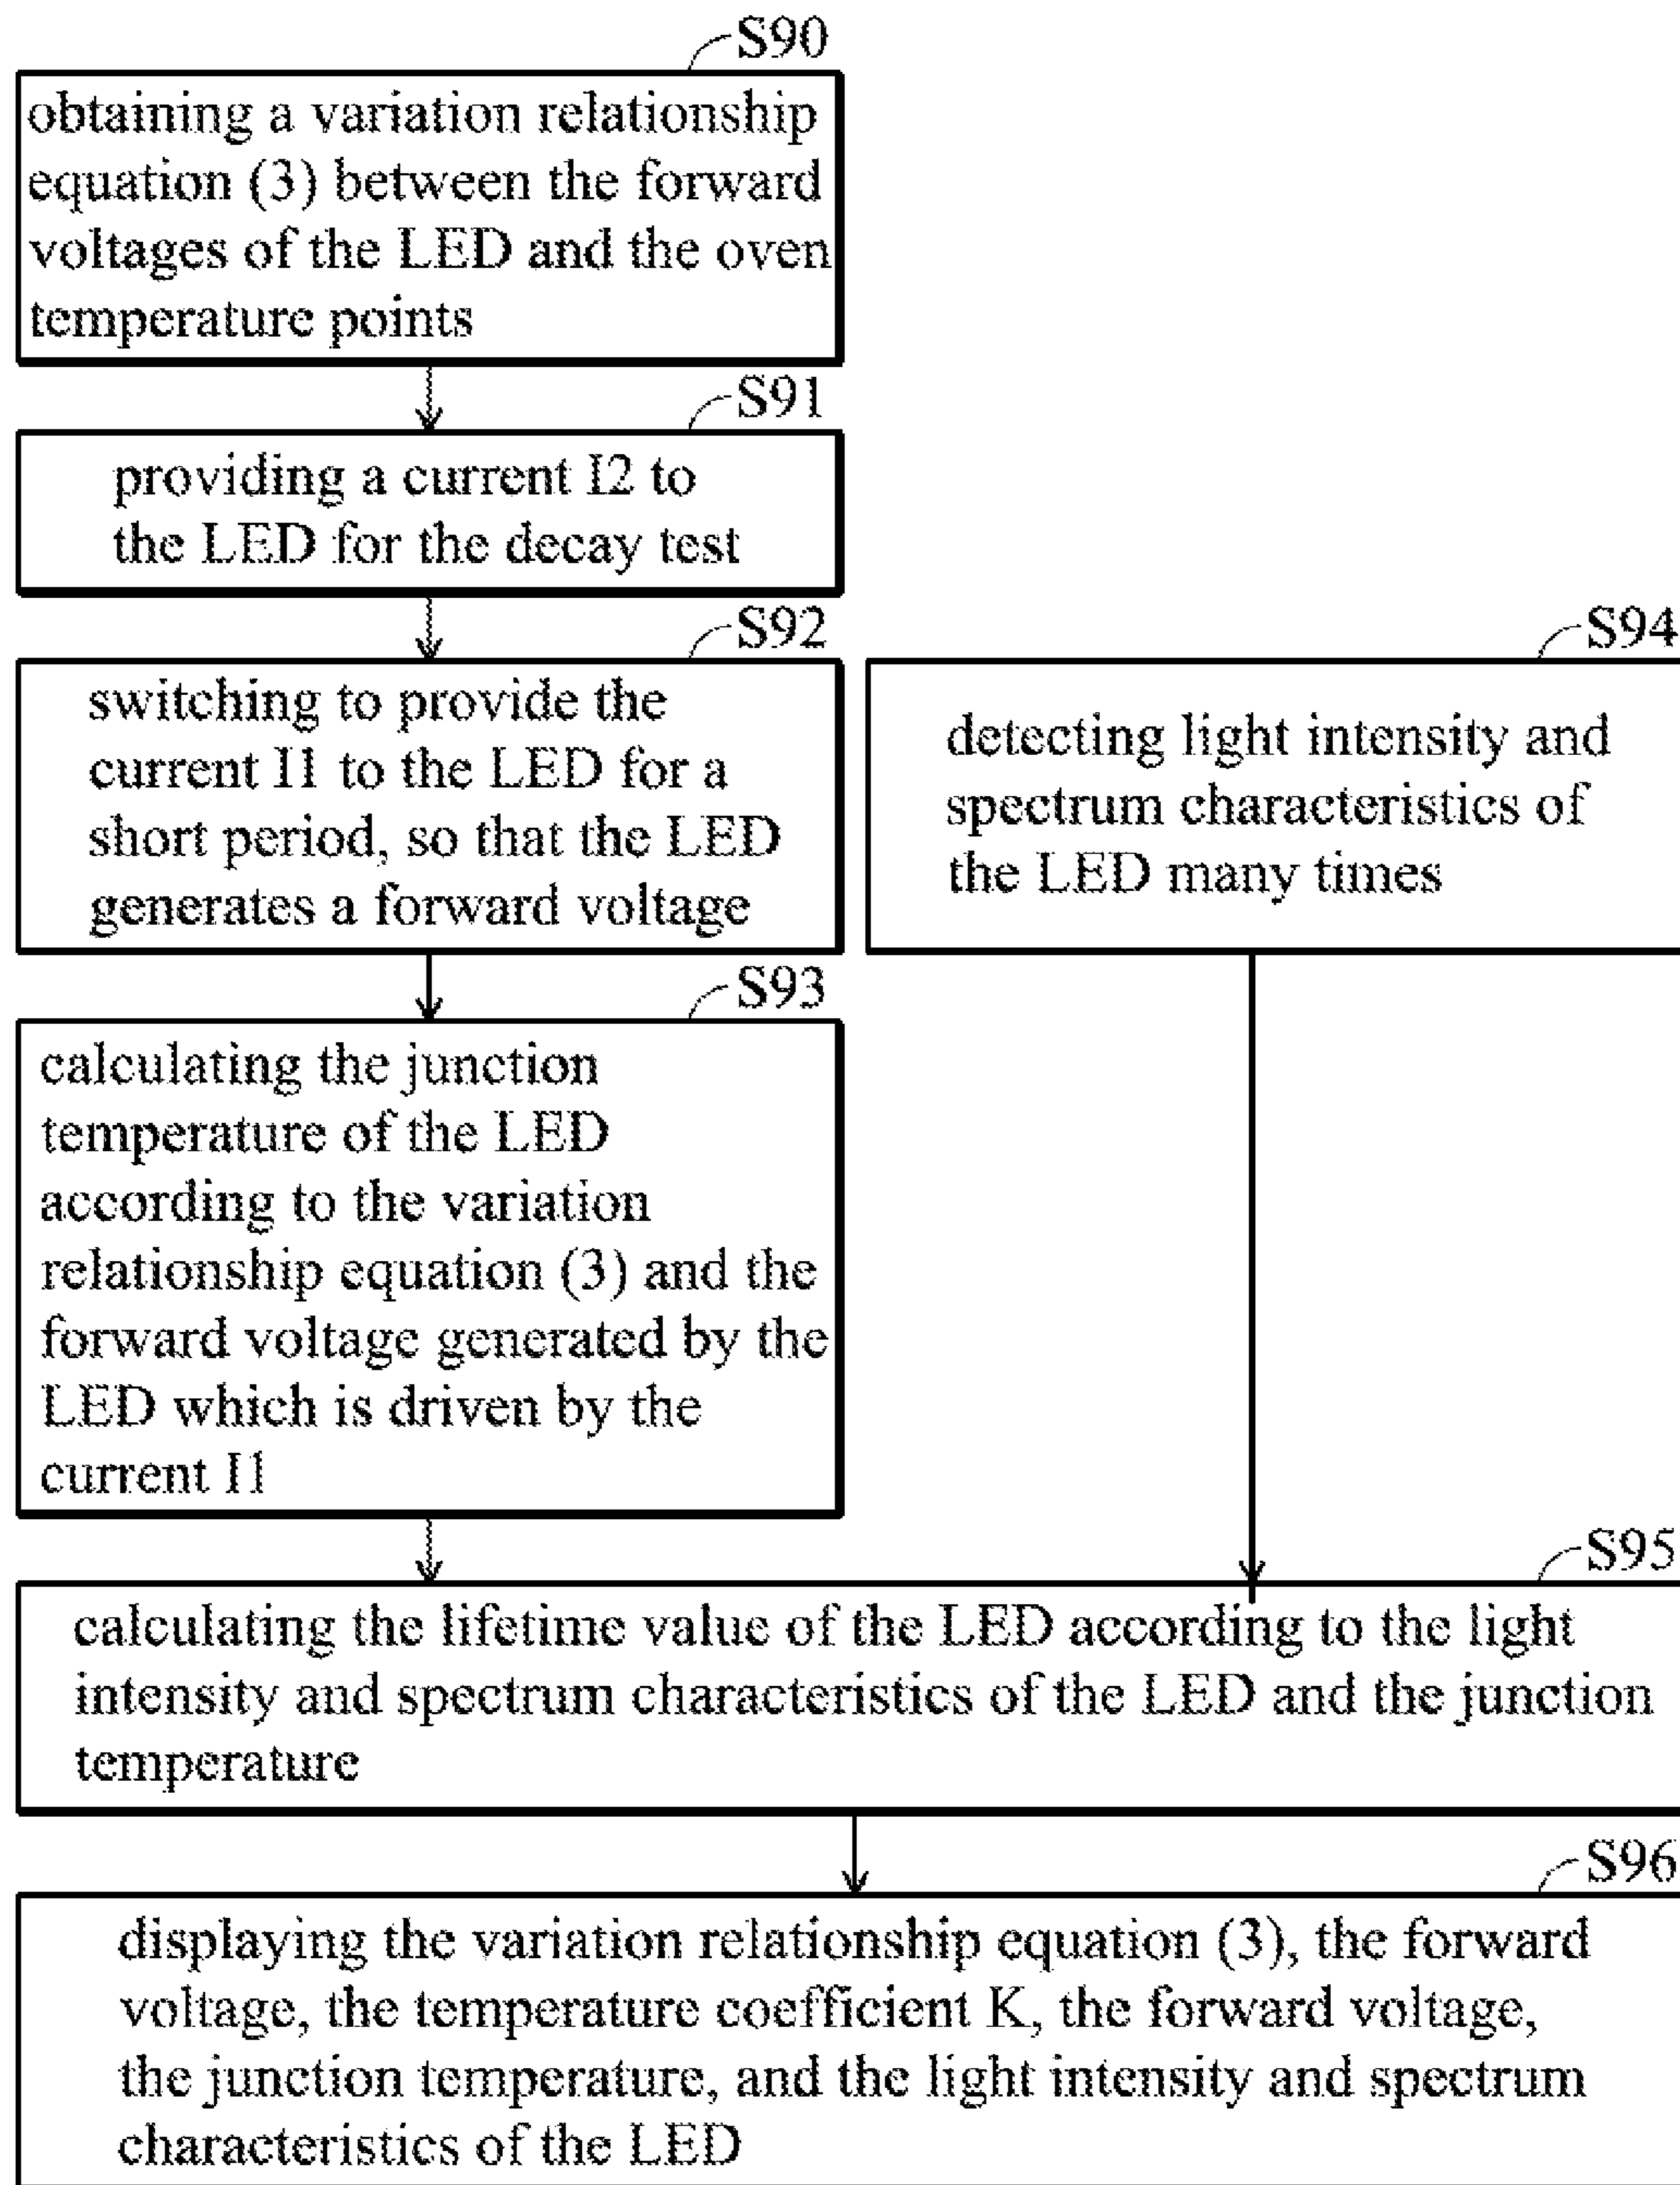 S90
obtaining a variation relationship
equation (3) between the forward
voltages of the LED and the oven
temperature points
S91
providing a current I2 to
the LED for the decay test
S92
switching to provide the
current I1 to the LED for a
short period, so that the LED
generates a forward voltage
S94
detecting light intensity and
spectrum characteristics of
the LED many times
S93
calculating the junction
temperature of the LED
according to the variation
relationship equation (3) and the
forward voltage generated by the
LED which is driven by the
current I1
S95
calculating the lifetime value of the LED according to the light
intensity and spectrum characteristics of the LED and the junction
temperature
S96
displaying the variation relationship equation (3), the forward
voltage, the temperature coefficient K, the forward voltage,
the junction temperature, and the light intensity and spectrum
characteristics of the LED